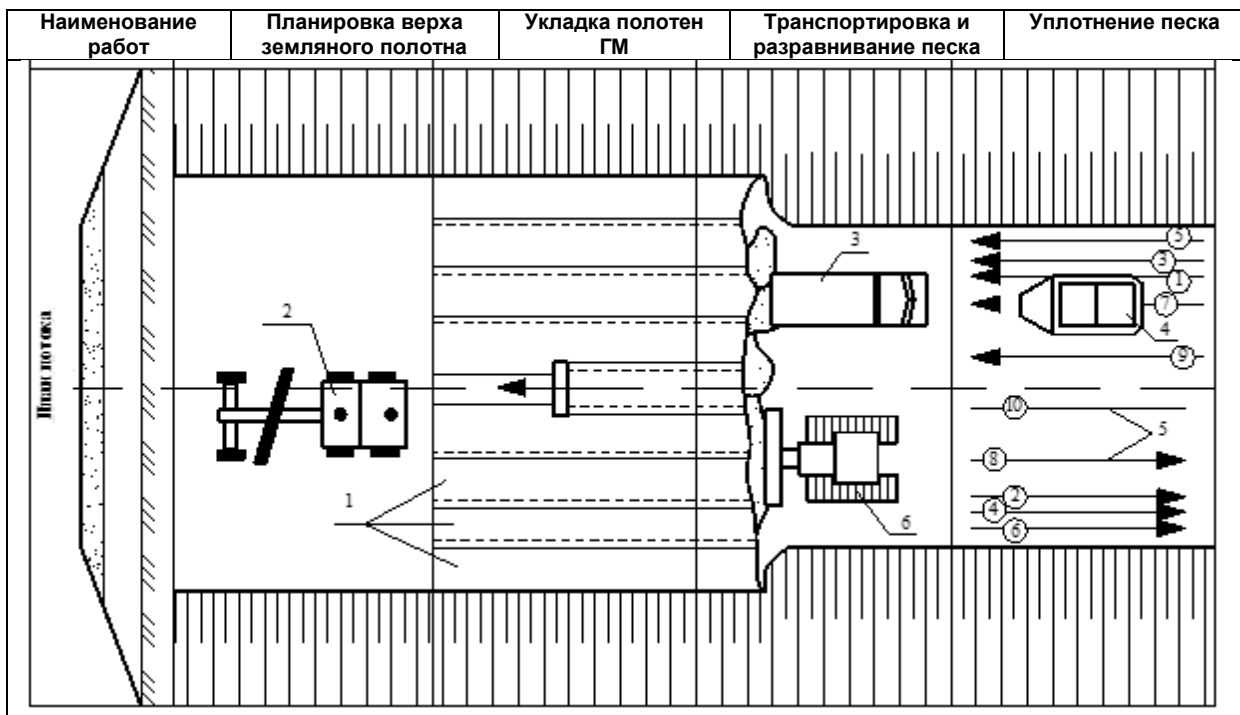 Наименование
работ
Планировка верха
земляного полотна
Укладка полотен
ГМ
Транспортировка и
разравнивание песка
Уплотнение песка
План потока
5
3
3
1
2
7
4
9
10
5
8
1
2
4
6
6